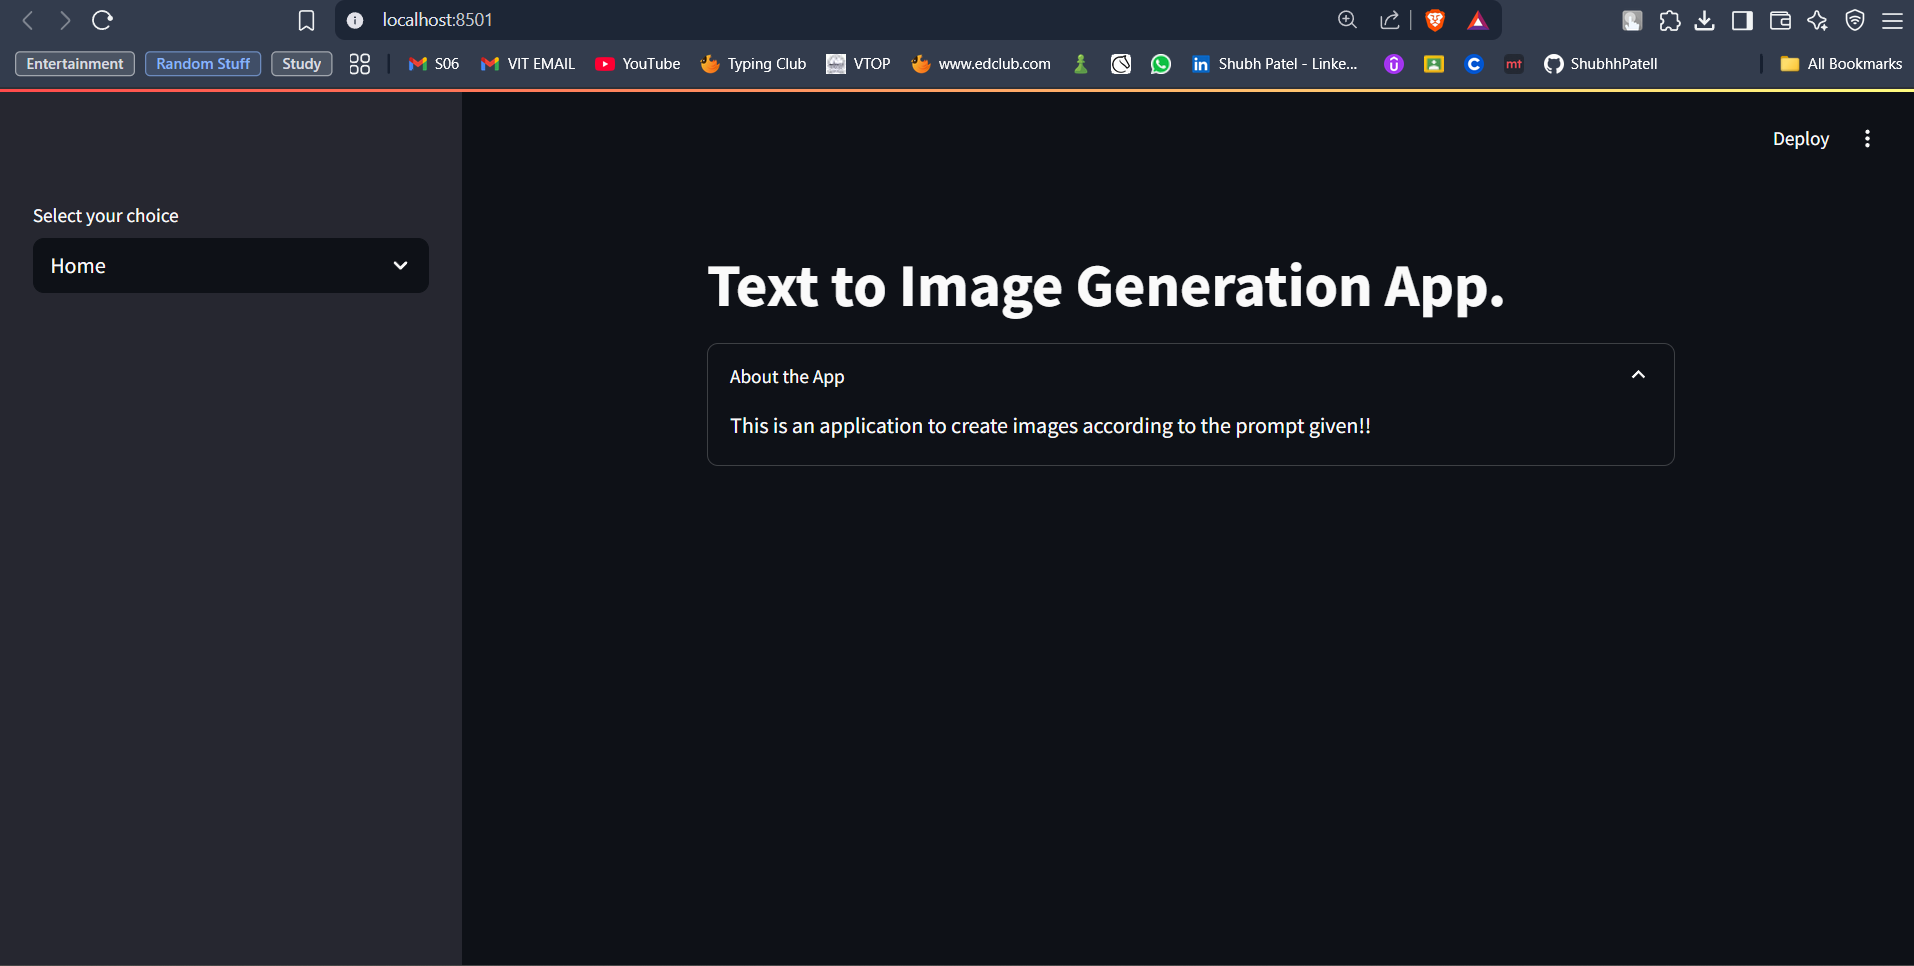 localhost:8501
Entertainment Random Stuff Study S06 VIT EMAIL YouTube Typing Club VTOP www.edclub.com in Shubh Patel - Linke... mt ShubhhPatell All Bookmarks
Deploy
Select your choice
Home
Text to Image Generation App.
About the App
This is an application to create images according to the prompt given!!